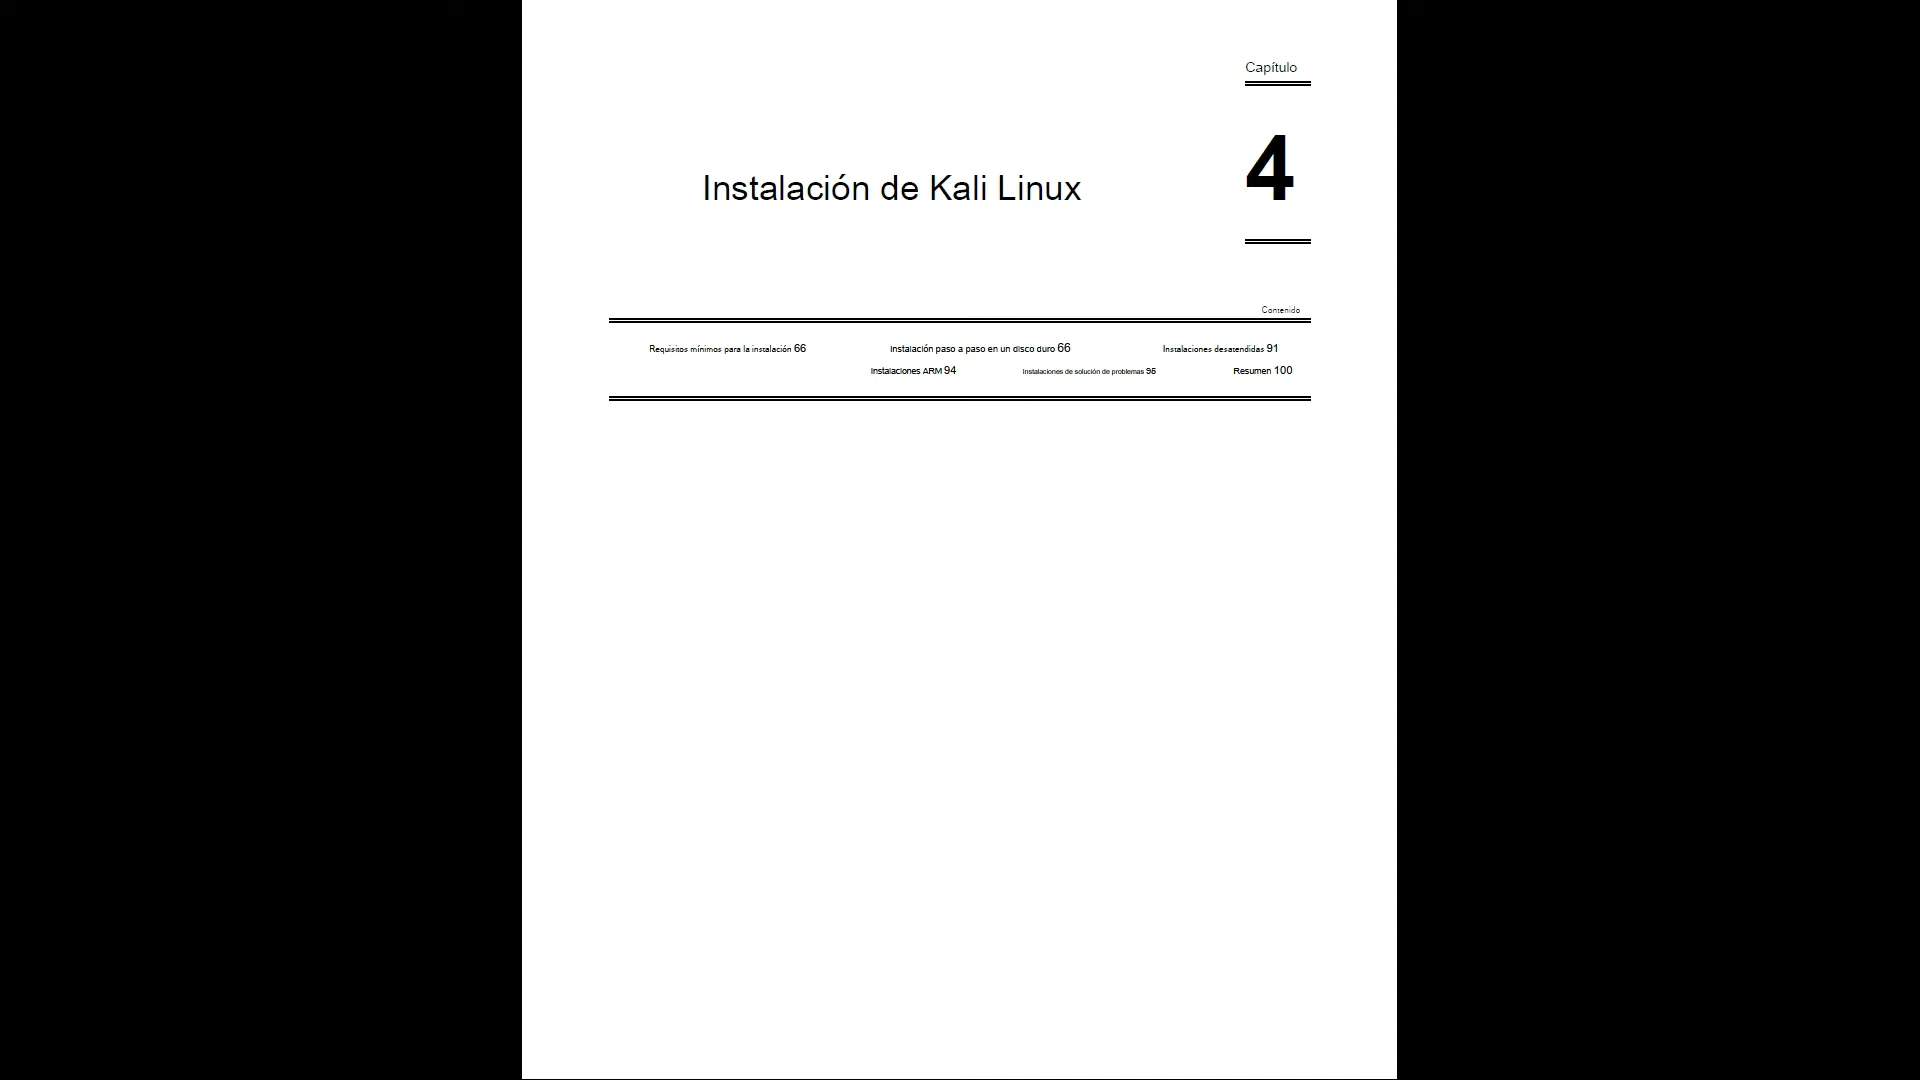 Capítulo
4
Instalación de Kali Linux
Contenido
Requisitos mínimos para la instalación 66 Instalación paso a paso en un disco duro 66 Instalaciones desatendidas 91
Instalaciones ARM 94 Instalaciones de solución de problemas 95 Resumen 100